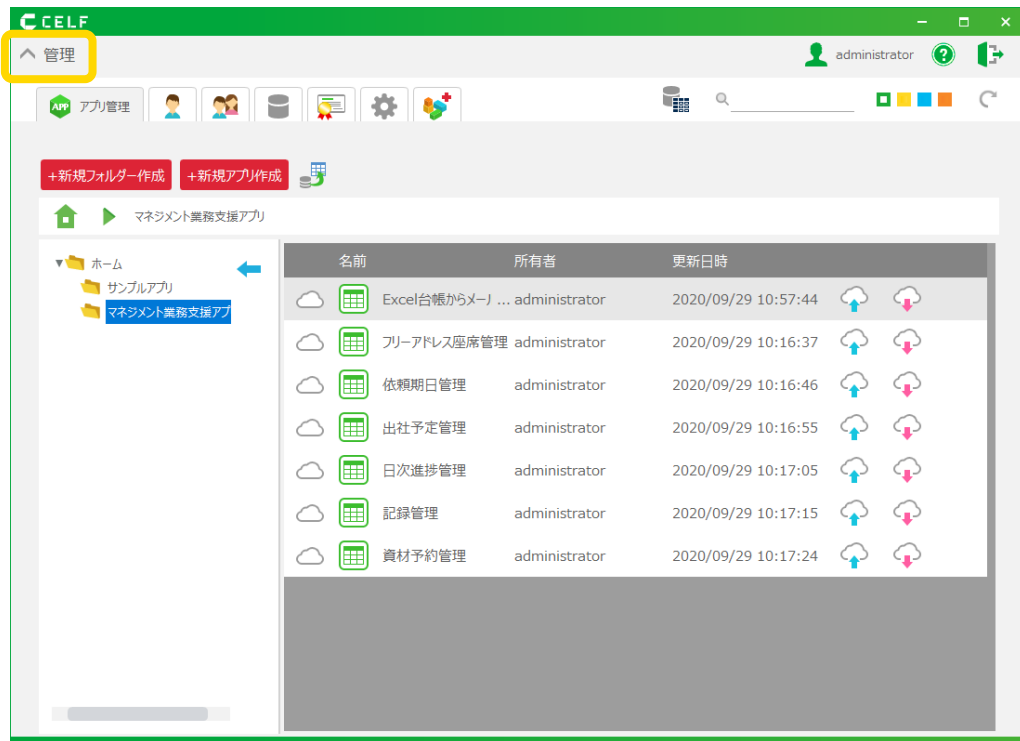 CELF
管理
administrator
アプリ管理
+新規フォルダー作成 +新規アプリ作成
マネジメント業務支援アプリ
ホーム
サンプルアプリ
マネジメント業務支援アプ
名前 所有者 更新日時
Excel台帳からメー... administrator 2020/09/29 10:57:44
フリーアドレス座席管理 administrator 2020/09/29 10:16:37
依頼期日管理 administrator 2020/09/29 10:16:46
出社予定管理 administrator 2020/09/29 10:16:55
日次進捗管理 administrator 2020/09/29 10:17:05
記録管理 administrator 2020/09/29 10:17:15
資材予約管理 administrator 2020/09/29 10:17:24